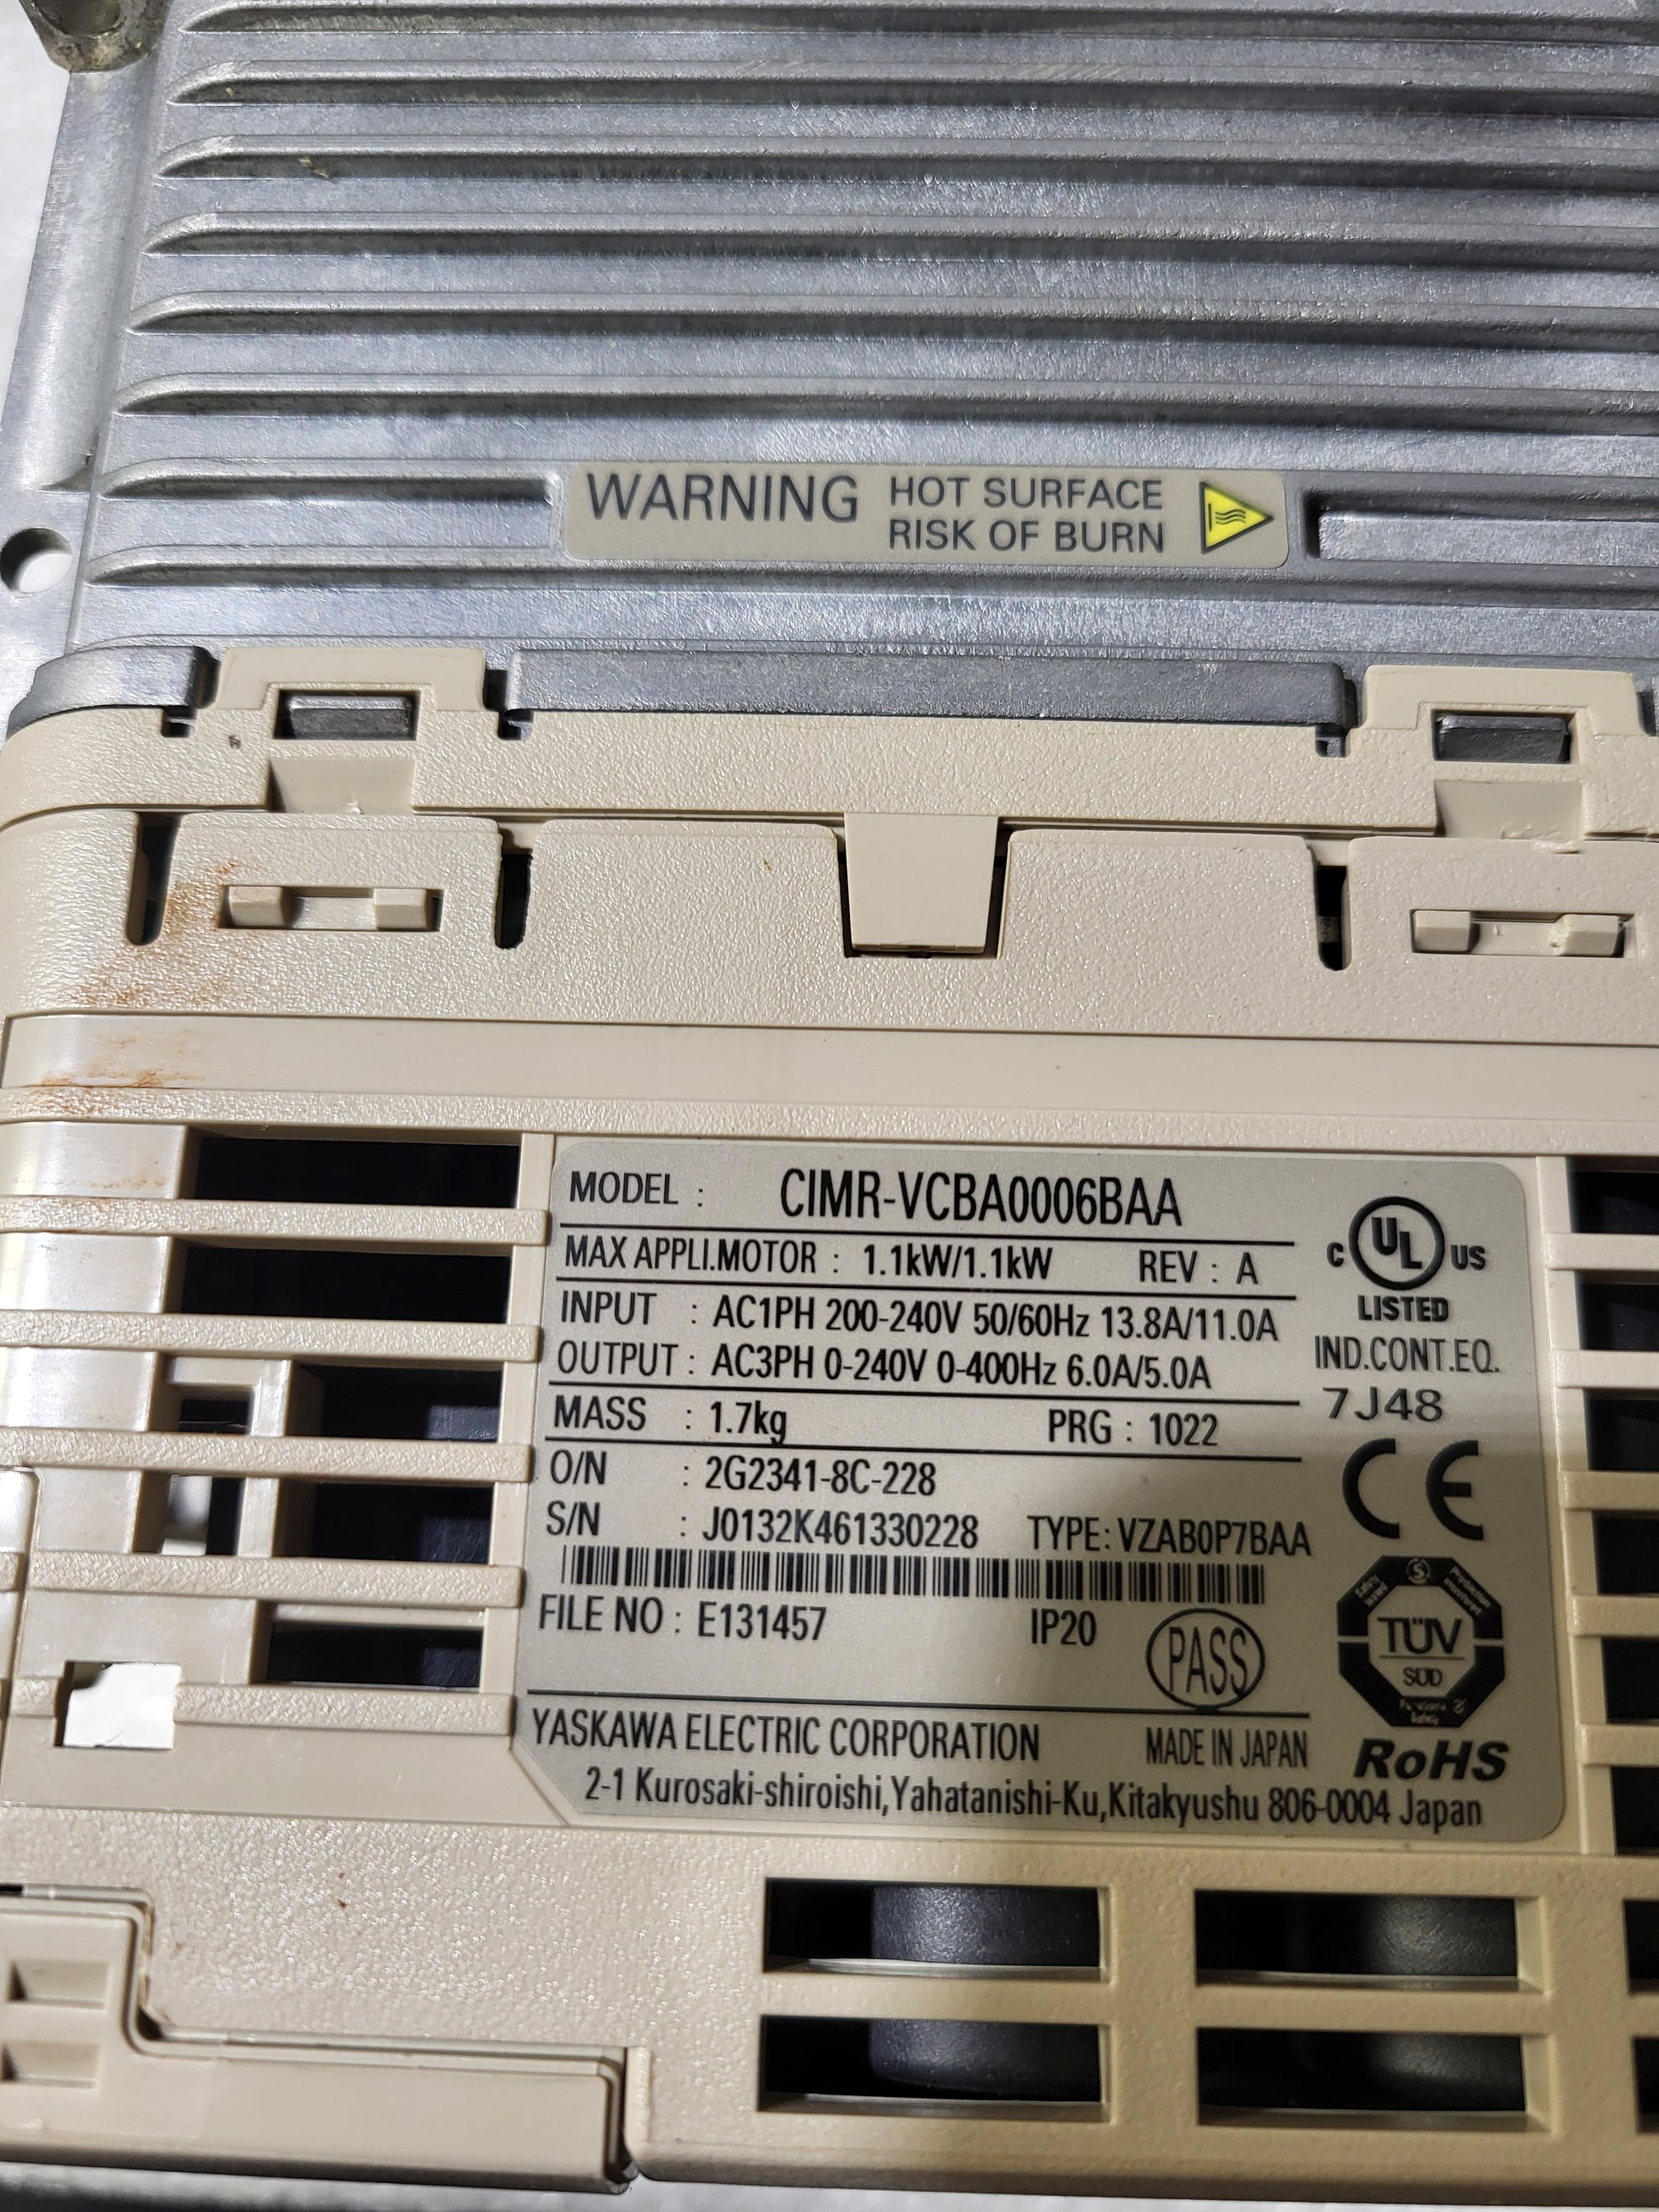 WARNING HOT SURFACE
RISK OF BURN
MODEL : CIMR-VCBA0006BAA
MAX APPLI.MOTOR : 1.1kW/1.1kW REV : A
INPUT : AC1PH 200-240V 50/60Hz 13.8A/11.0A
OUTPUT : AC3PH 0-240V 0-400Hz 6.0A/5.0A
MASS : 1.7kg PRG : 1022
O/N : 2G2341-8C-228
S/N : J0132K461330228 TYPE: VZAB0P7BAA
FILE NO : E131457 IP20
PASS
YASKAWA ELECTRIC CORPORATION MADE IN JAPAN
2-1 Kurosaki-shiroishi,Yahatanishi-Ku,Kitakyushu 806-0004 Japan
C UL US
LISTED
IND.CONT.EQ.
7J48
CE
TÜV
SÜD
RoHS